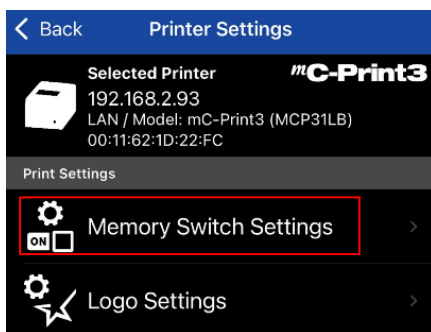 Back Printer Settings
Selected Printer mC-Print3
192.168.2.93
LAN / Model: mC-Print3 (MCP31LB)
00:11:62:1D:22:FC
Print Settings
ON Memory Switch Settings
Logo Settings